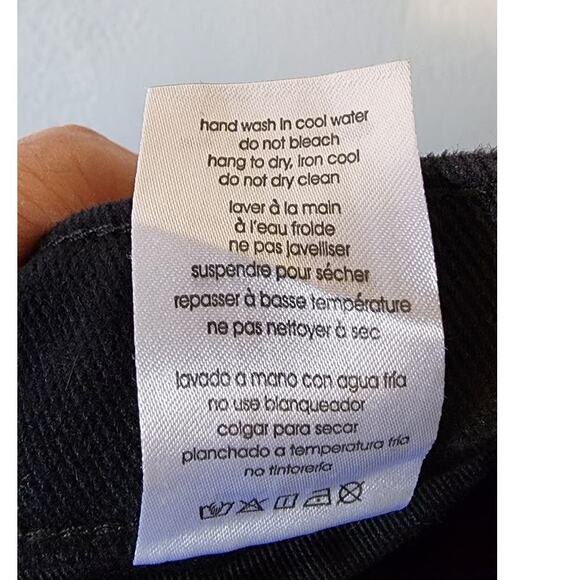 hand wash in cool water
do not bleach
hang to dry, iron cool
do not dry clean
laver à la main
à l'eau froide
ne pas javelliser
suspendre pour sécher
repasser à basse température
ne pas nettoyer à sec
lavado a mano con agua fría
no use blanqueador
colgar para secar
planchado a temperatura fría
no tintorería